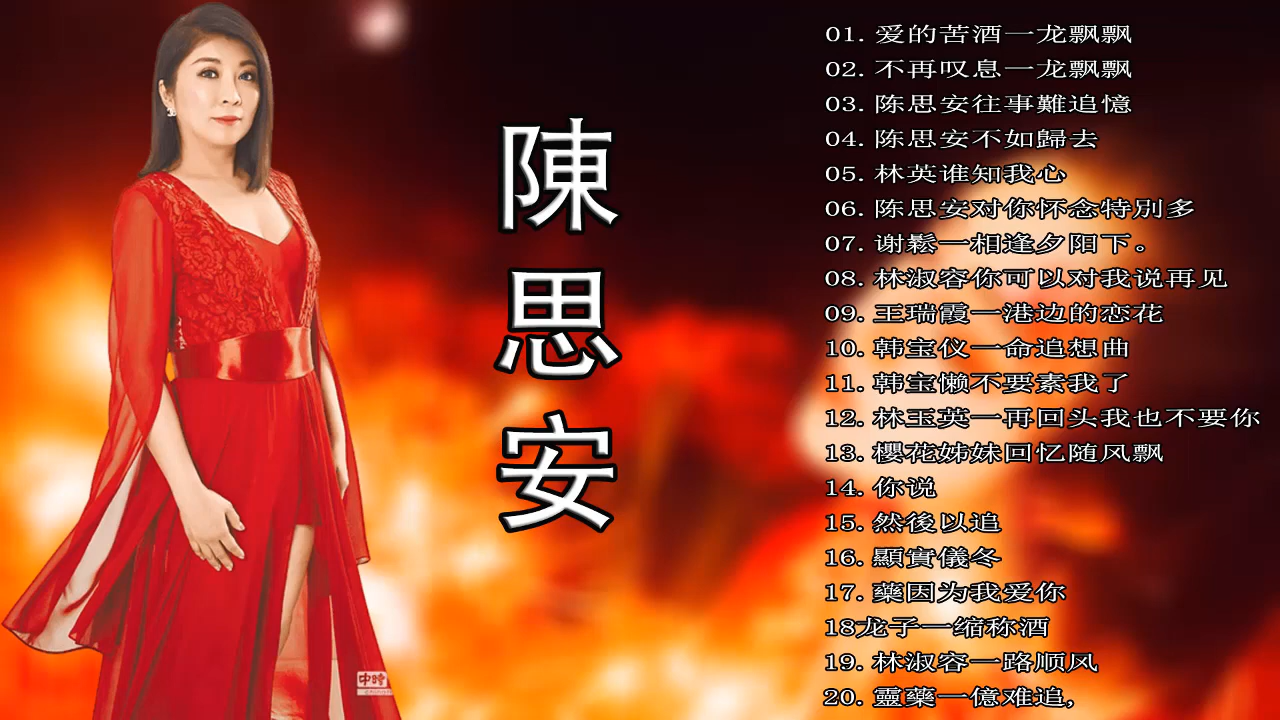 陳思安
01. 爱的苦酒一龙飘飘
02. 不再叹息一龙飘飘
03. 陈思安往事難追憶
04. 陈思安不如歸去
05. 林英谁知我心
06. 陈思安对你怀念特別多
07. 谢鬆一相逢夕阳下。
08. 林淑容你可以对我说再见
09. 王瑞霞一港边的恋花
10. 韩宝仪一命追想曲
11. 韩宝懒不要素我了
12. 林玉英一再回头我也不要你
13. 櫻花姊妹回忆随风飘
14. 你说
15. 然後以追
16. 顯實儀冬
17. 藥因为我爱你
18龙子一缩称酒
19. 林淑容一路顺风
20. 靈藥一億难追,
中時